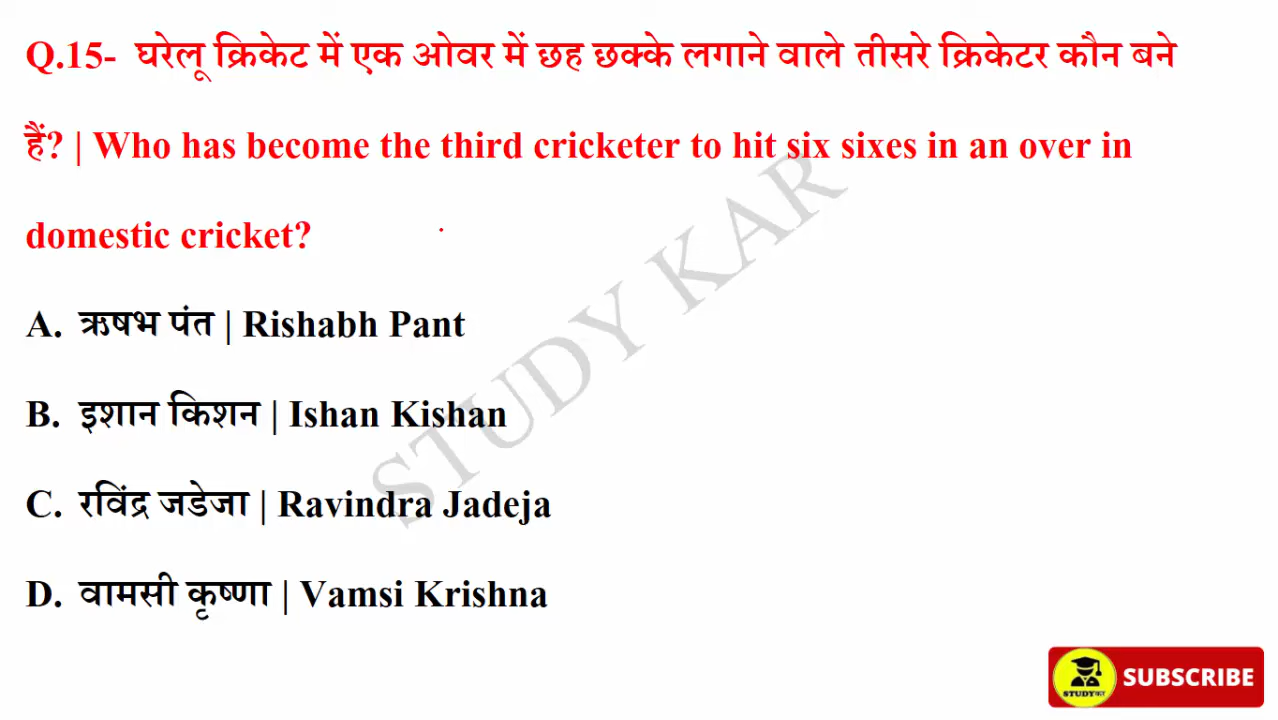 Q.15- घरेलू क्रिकेट में एक ओवर में छह छक्के लगाने वाले तीसरे क्रिकेटर कौन बने
हैं? | Who has become the third cricketer to hit six sixes in an over in
domestic cricket?
A. ऋषभ पंत | Rishabh Pant
B. इशान किशन | Ishan Kishan
C. रविंद्र जडेजा | Ravindra Jadeja
D. वामसी कृष्णा | Vamsi Krishna
STUDY KAR
STUDYकर
SUBSCRIBE